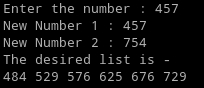 Enter the number : 457
New Number 1 : 457
New Number 2 : 754
The desired list is -
484 529 576 625 676 729